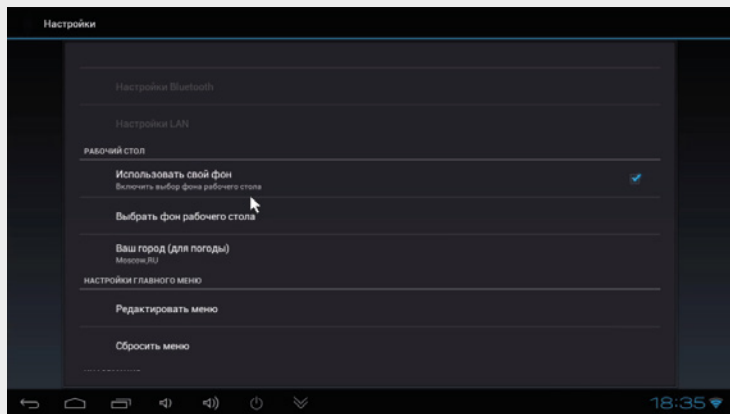 Настройки
Настройки Bluetooth
Настройки LAN
РАБОЧИЙ СТОЛ
Использовать свой фон
Включить выбор фона рабочего стола
Выбрать фон рабочего стола
Ваш город (для погоды)
Moscow,RU
НАСТРОЙКИ ГЛАВНОГО МЕНЮ
Редактировать меню
Сбросить меню
18:35